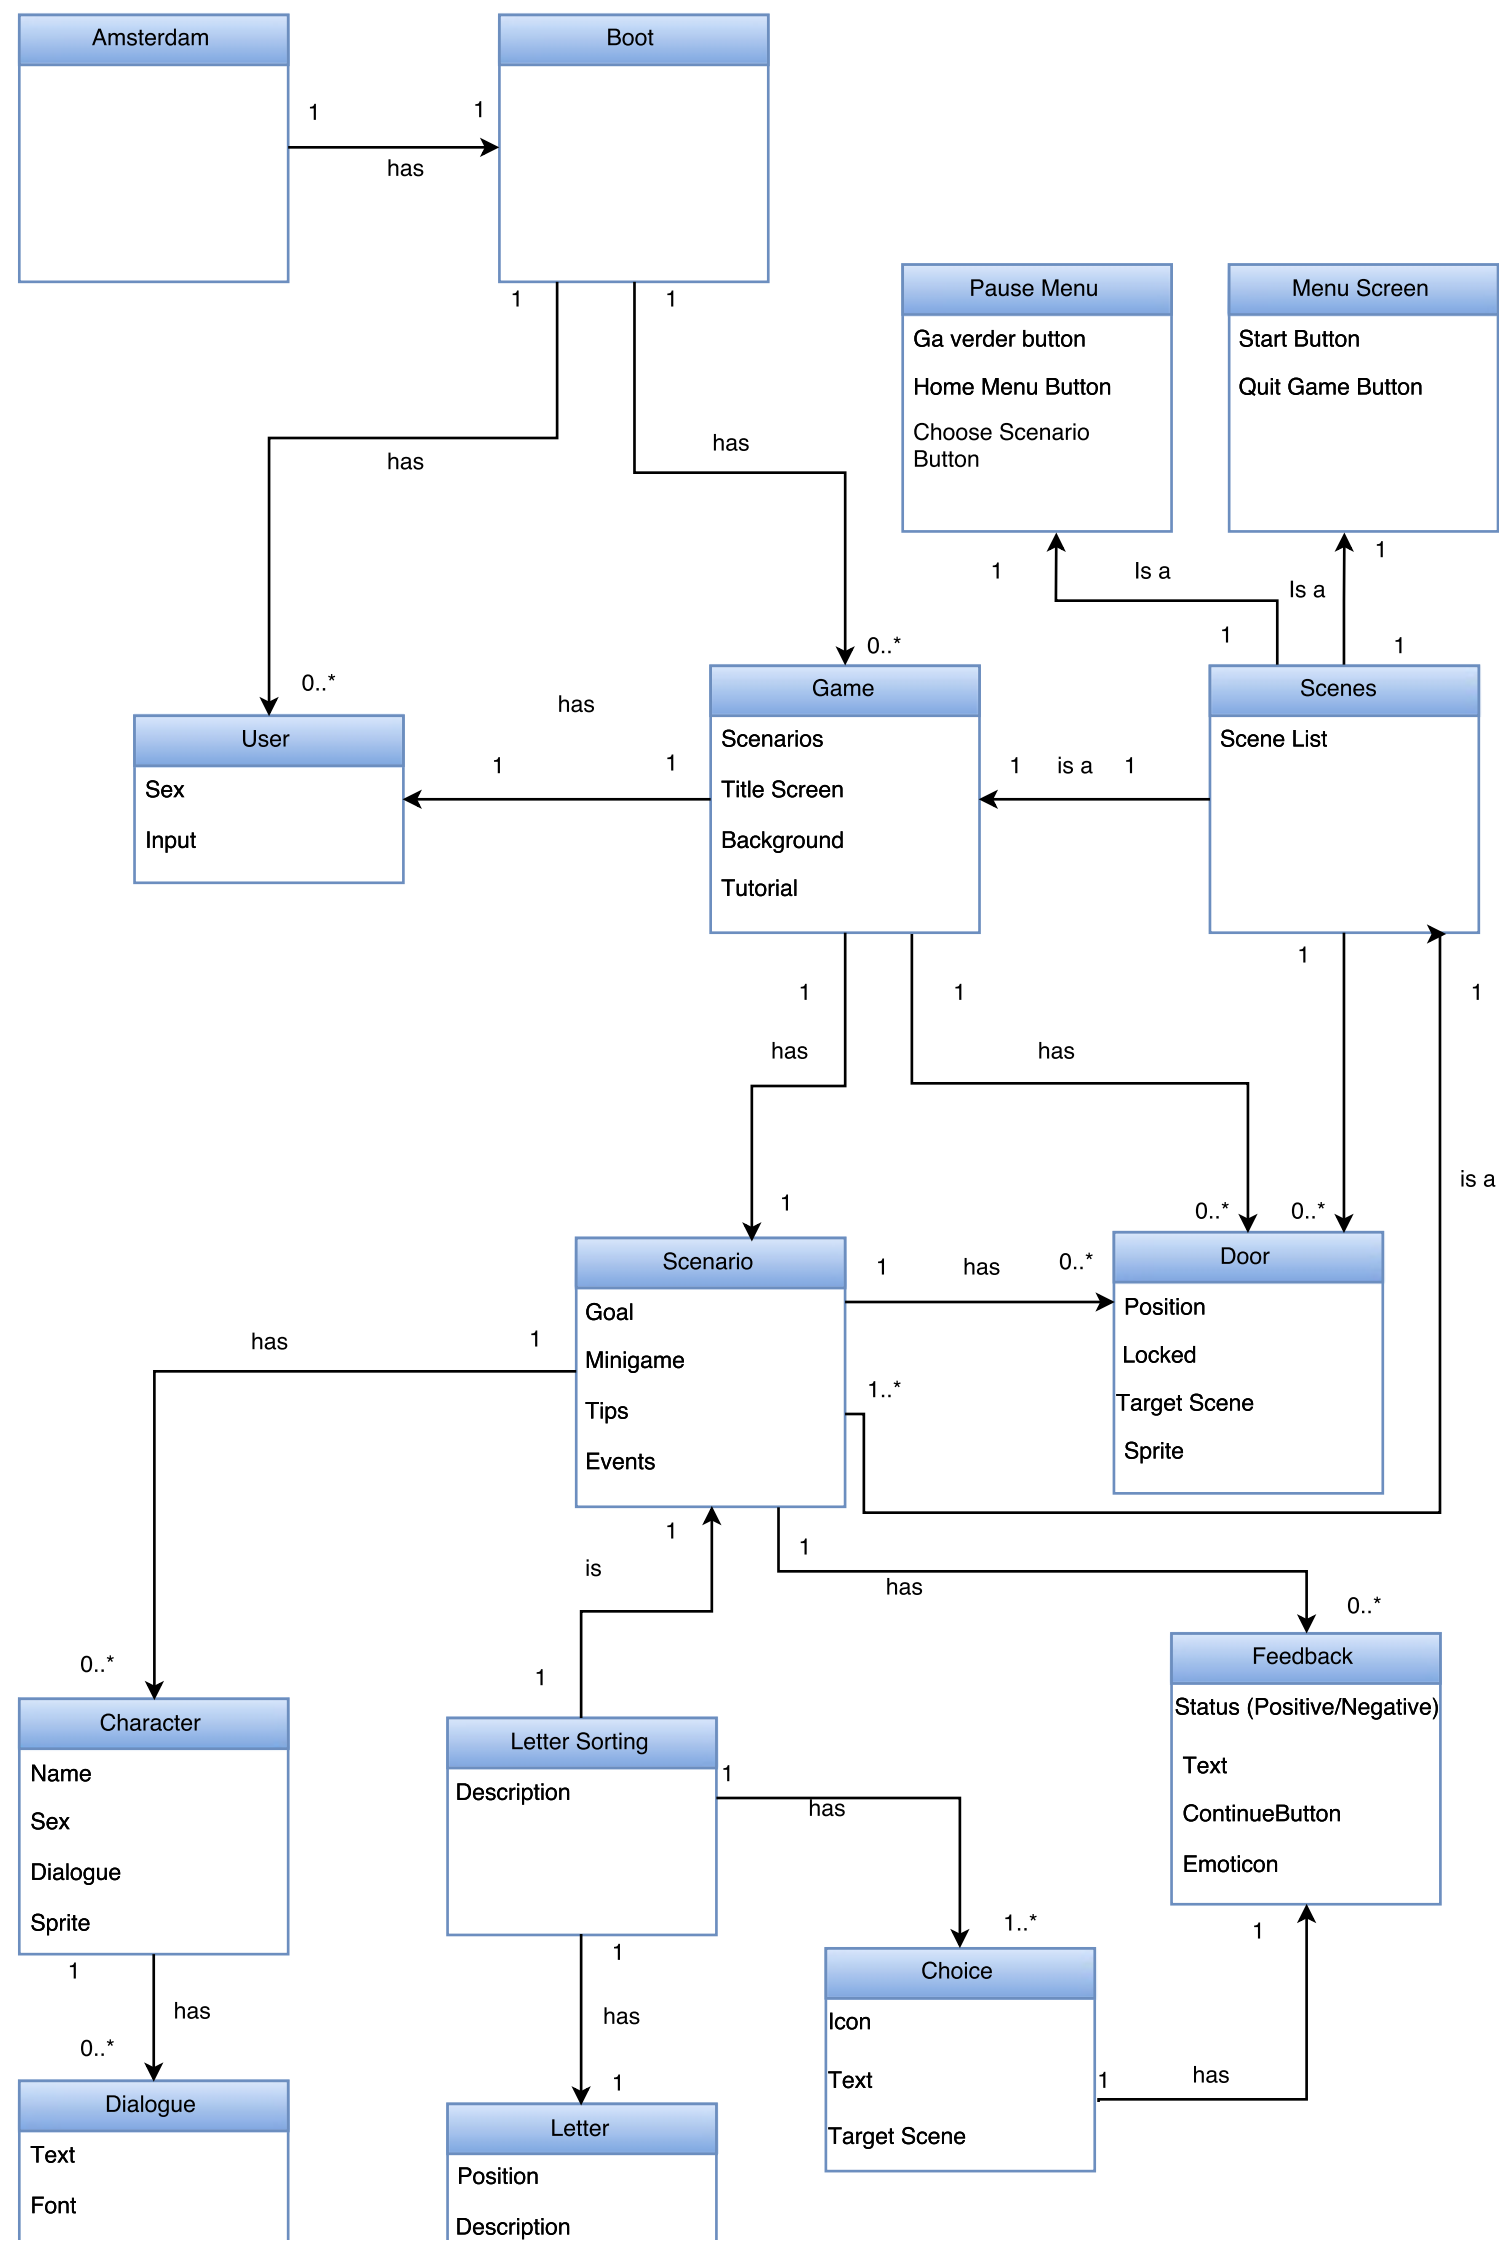 Amsterdam
Boot
1
1
has
1
1
Pause Menu
Ga verder button
Home Menu Button
Choose Scenario
Button
Menu Screen
Start Button
Quit Game Button
has
has
1
Is a
1
Is a
1
1
0..*
0..*
has
User
Sex
Input
1
1
Game
Scenarios
Title Screen
Background
Tutorial
1
is a
1
Scenes
Scene List
1
1
1
1
has
has
is a
1
0..*
0..*
Scenario
Goal
Minigame
Tips
Events
1
has
0..*
Door
Position
Locked
Target Scene
Sprite
has
1
1..*
1
1
is
has
0..*
0..*
1
Feedback
Status (Positive/Negative)
Text
ContinueButton
Emoticon
Character
Name
Sex
Dialogue
Sprite
Letter Sorting
Description
1
has
1..*
1
1
1
Choice
Icon
Text
Target Scene
has
has
1
has
0..*
1
Dialogue
Text
Font
Letter
Position
Description